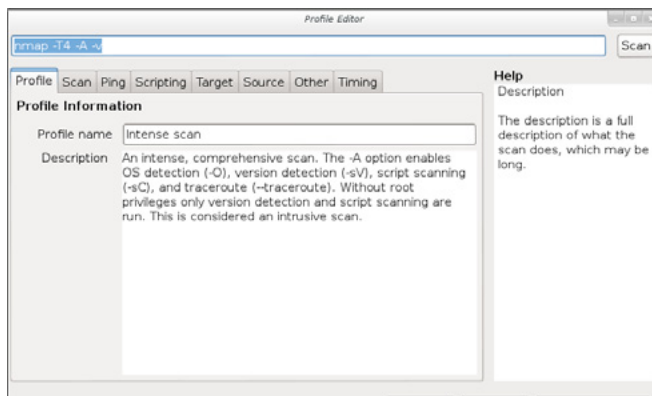 Profile Editor
nmap -T4 -A -v
Scan
Profile Scan Ping Scripting Target Source Other Timing
Profile Information
Profile name Intense scan
Description An intense, comprehensive scan. The -A option enables
OS detection (-O), version detection (-sV), script scanning
(-sC), and traceroute (--traceroute). Without root
privileges only version detection and script scanning are
run. This is considered an intrusive scan.
Help
Description
The description is a full
description of what the
scan does, which may be
long.